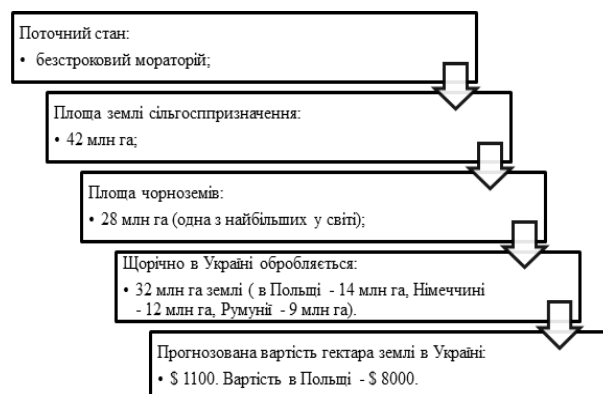 Поточний стан:
• безстроковий мораторій;
Площа землі сільгосппризначення:
• 42 млн га;
Площа чорноземів:
• 28 млн га (одна з найбільших у світі);
Щорічно в Україні обробляється:
• 32 млн га землі ( в Польщі - 14 млн га, Німеччині
- 12 млн га, Румунії - 9 млн га).
Прогнозована вартість гектара землі в Україні:
• $ 1100. Вартість в Польщі - $ 8000.